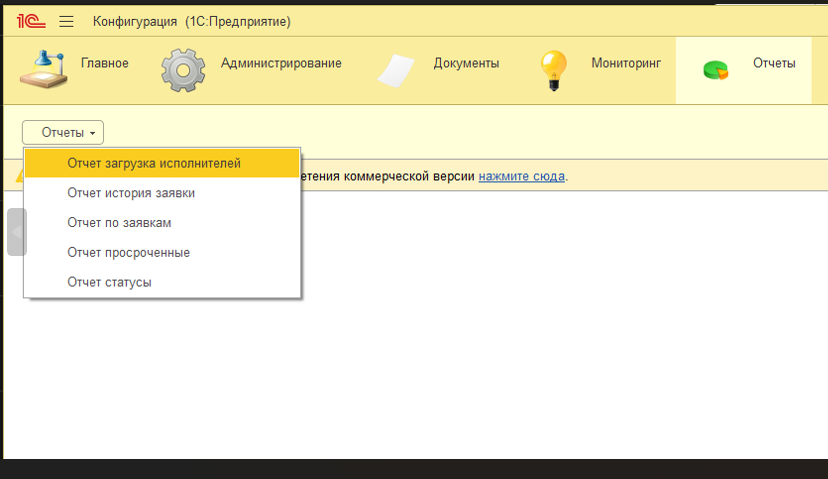 1С Конфигурация (1С:Предприятие)
Главное Администрирование Документы Мониторинг Отчеты
Отчеты
Отчет загрузка исполнителей
етения коммерческой версии нажмите сюда.
Отчет история заявки
Отчет по заявкам
Отчет просроченные
Отчет статусы